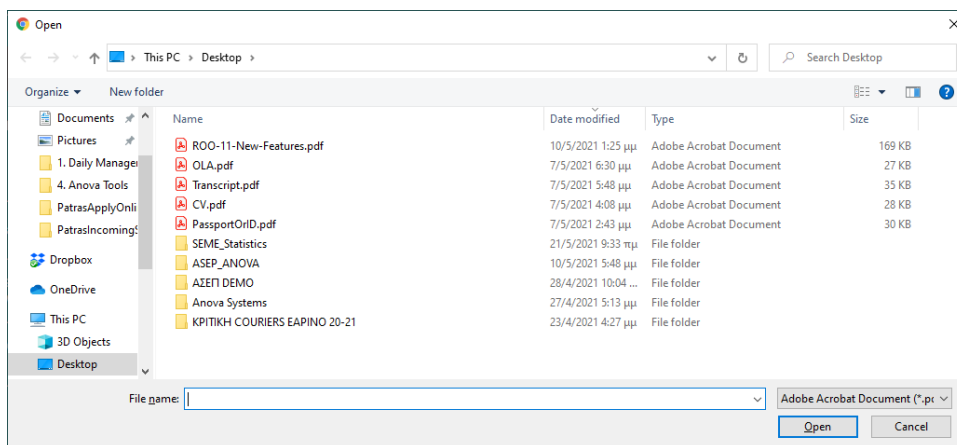 Open
This PC > Desktop >
Search Desktop
Organize
New folder
Documents
Pictures
1. Daily Manager
4. Anova Tools
PatrasApplyOnli
PatrasIncomingS
Dropbox
OneDrive
This PC
3D Objects
Desktop
Name Date modified Type Size
ROO-11-New-Features.pdf 10/5/2021 1:25 μμ Adobe Acrobat Document 169 KB
OLA.pdf 7/5/2021 6:30 μμ Adobe Acrobat Document 27 KB
Transcript.pdf 7/5/2021 5:48 μμ Adobe Acrobat Document 35 KB
CV.pdf 7/5/2021 4:08 μμ Adobe Acrobat Document 28 KB
PassportOrID.pdf 7/5/2021 2:43 μμ Adobe Acrobat Document 30 KB
SEME_Statistics 21/5/2021 9:33 πμ File folder
ASEP_ANOVA 10/5/2021 5:48 μμ File folder
ΑΣΕΠ DEMO 28/4/2021 10:04 ... File folder
Anova Systems 27/4/2021 5:13 μμ File folder
ΚΡΙΤΙΚΗ COURIERS ΕΑΡΙΝΟ 20-21 23/4/2021 4:27 μμ File folder
File name:
Adobe Acrobat Document (*.pd
Open
Cancel